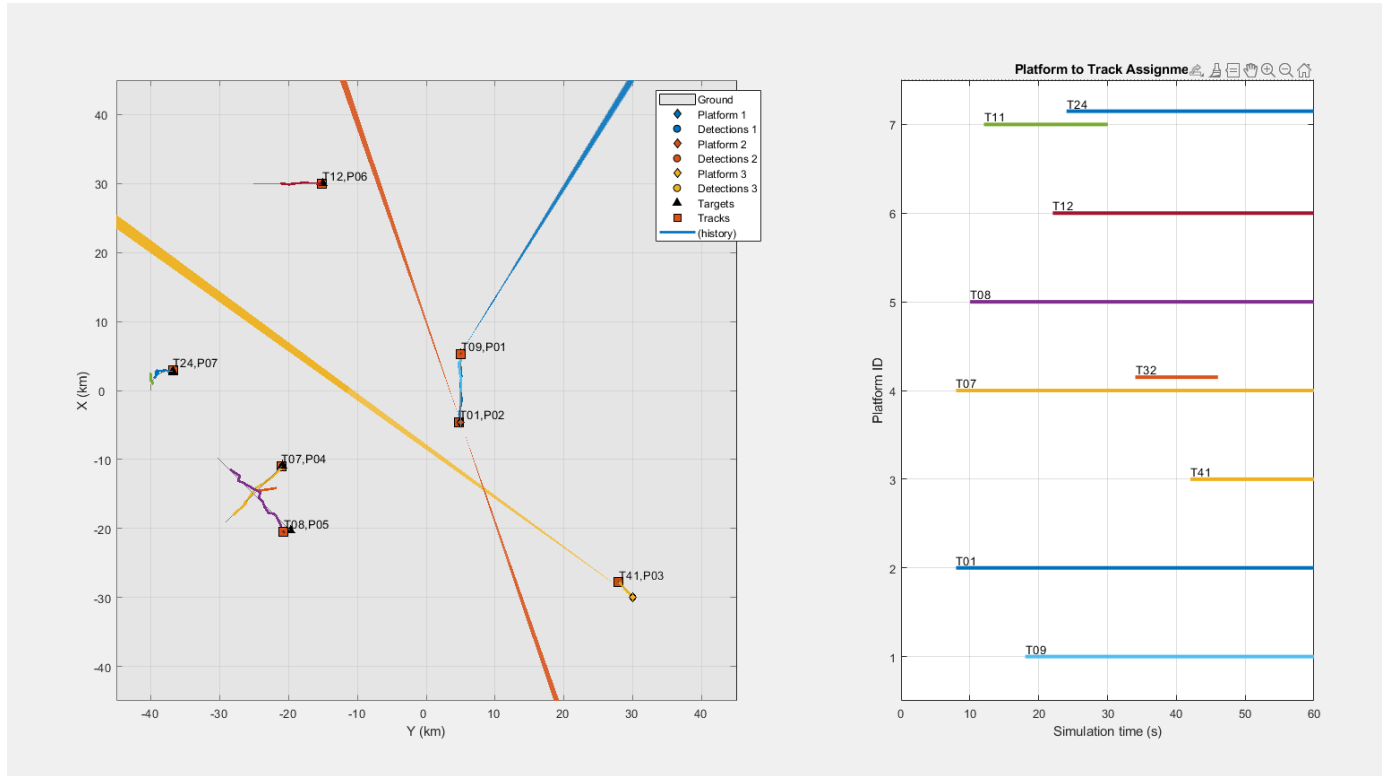 Platform to Track Assignme
Ground
Platform 1
Detections 1
Platform 2
Detections 2
Platform 3
Detections 3
Targets
Tracks
(history)
T12,P06
T09,P01
T24,P07
T01,P02
T07,P04
T08,P05
T41,P03
40
30
20
10
0
-10
-20
-30
-40
X (km)
-40
-30
-20
-10
0
10
20
30
40
Y (km)
T24
T11
T12
T08
T32
T07
T41
T01
T09
7
6
5
4
3
2
1
Platform ID
0
10
20
30
40
50
60
Simulation time (s)